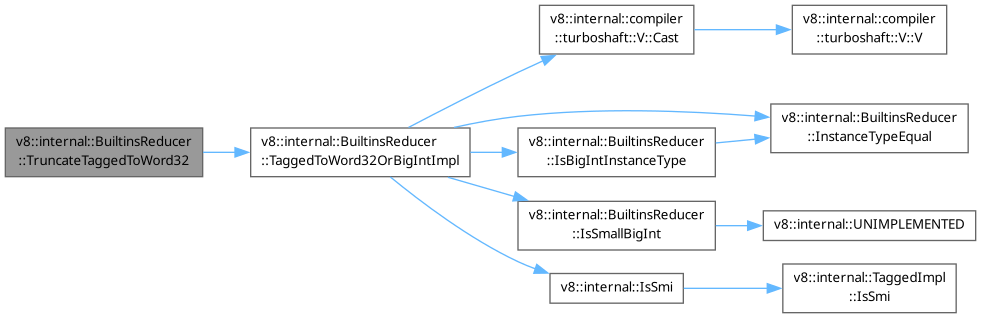 v8::internal::BuiltinsReducer
::TruncateTaggedToWord32
v8::internal::BuiltinsReducer
::TaggedToWord32OrBigIntImpl
v8::internal::compiler
::turboshaft::V::Cast
v8::internal::compiler
::turboshaft::V::V
v8::internal::BuiltinsReducer
::InstanceTypeEqual
v8::internal::BuiltinsReducer
::IsBigIntInstanceType
v8::internal::BuiltinsReducer
::IsSmallBigInt
v8::internal::UNIMPLEMENTED
v8::internal::IsSmi
v8::internal::TaggedImpl
::IsSmi